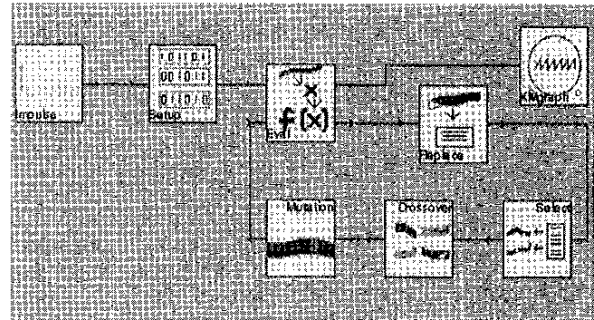 Impulse
Setup
Eval
f(x)
x
XMgraph
Replace
Mutation
Crossover
Select